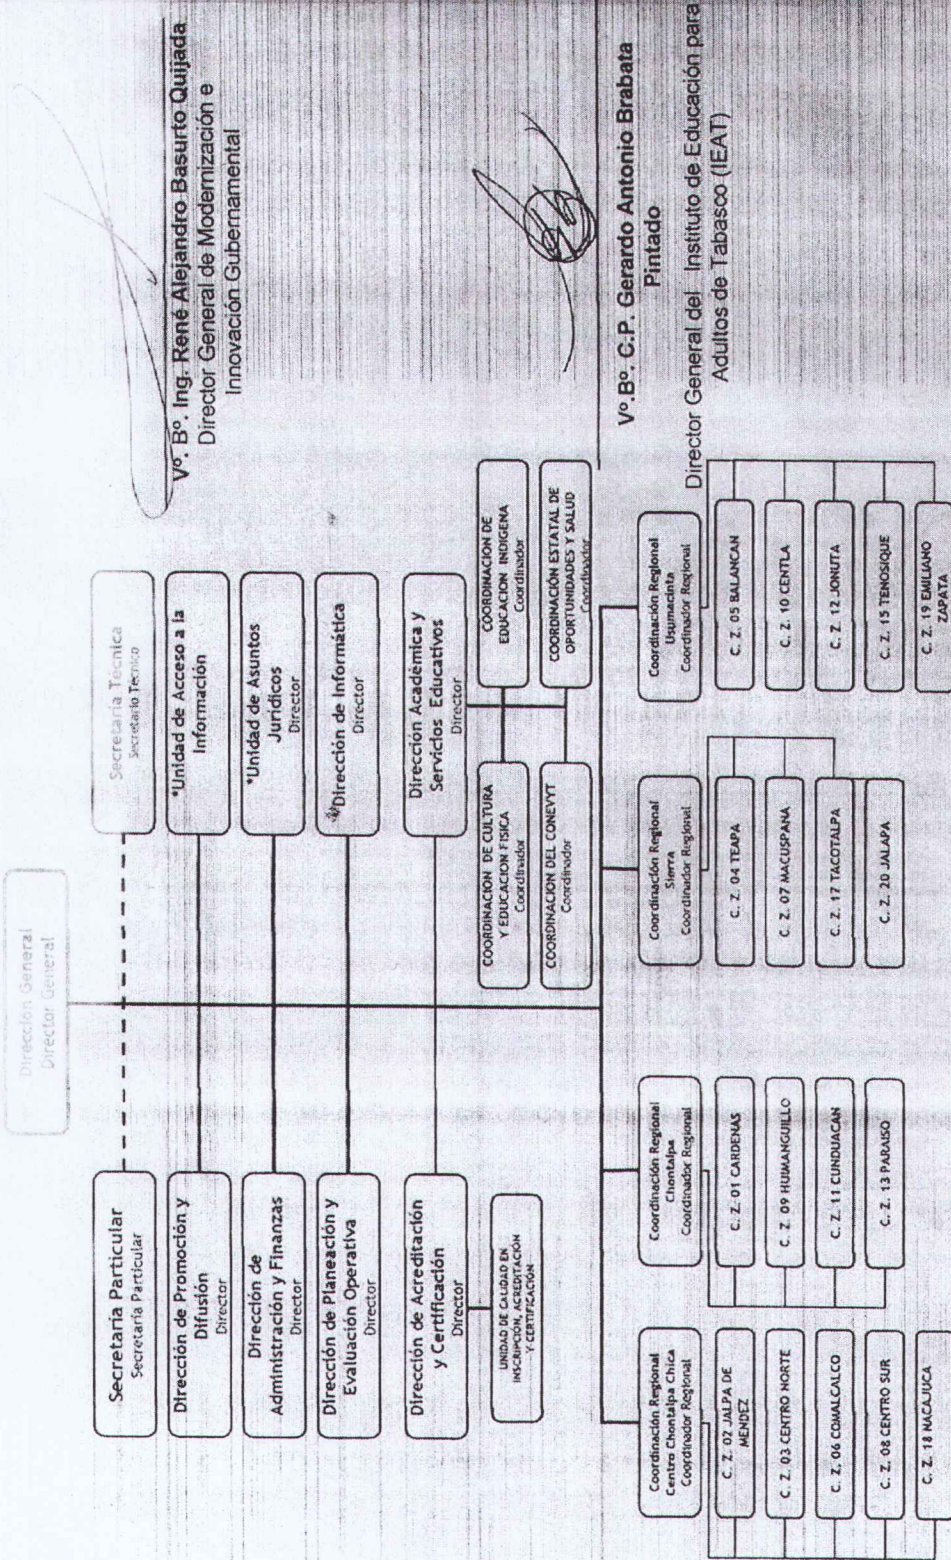 Dirección General
Director General
Secretaría Particular
Secretaria Particular
Secretaría Técnica
Secretario Técnico
Dirección de Promoción y
Difusión
Director
*Unidad de Acceso a la
Información
Dirección de
Administración y Finanzas
Director
*Unidad de Asuntos
Jurídicos
Director
Dirección de Planeación y
Evaluación Operativa
Director
*Dirección de Informática
Director
Dirección de Acreditación
y Certificación
Director
Dirección Académica y
Servicios Educativos
Director
UNIDAD DE CALIDAD EN
INSCRIPCION, ACREDITACIÓN
Y CERTIFICACIÓN
COORDINACION DE CULTURA
Y EDUCACION FISICA
Coordinador
COORDINACION DE
EDUCACION INDIGENA
Coordinador
COORDINACION DEL CONEVYT
Coordinador
COORDINACIÓN ESTATAL DE
OPORTUNIDADES Y SALUD
Coordinador
Coordinación Regional
Centro Chontalpa Chica
Coordinador Regional
C. Z. 02 JALPA DE
MENDEZ
C. Z. 03 CENTRO NORTE
C. Z. 06 COMALCALCO
C. Z. 08 CENTRO SUR
C. Z. 18 NACAJUCA
Coordinación Regional
Chontalpa
Coordinador Regional
C. Z. 01 CARDENAS
C. Z. 09 HUIMANGUILLO
C. Z. 11 CUNDUACAN
C. Z. 13 PARAISO
Coordinación Regional
Sierra
Coordinador Regional
C. Z. 04 TEAPA
C. Z. 07 MACUSPANA
C. Z. 17 TACOTALPA
C. Z. 20 JALAPA
Coordinación Regional
Usumacinta
Coordinador Regional
C. Z. 05 BALANCAN
C. Z. 10 CENTLA
C. Z. 12 JONUTA
C. Z. 15 TENOSIQUE
C. Z. 19 EMILIANO
ZAPATA
Vº. Bº. Ing. René Alejandro Basurto Quijada
Director General de Modernización e
Innovación Gubernamental
Vº.Bº. C.P. Gerardo Antonio Brabata
Pintado
Director General del Instituto de Educación para
Adultos de Tabasco (IEAT)